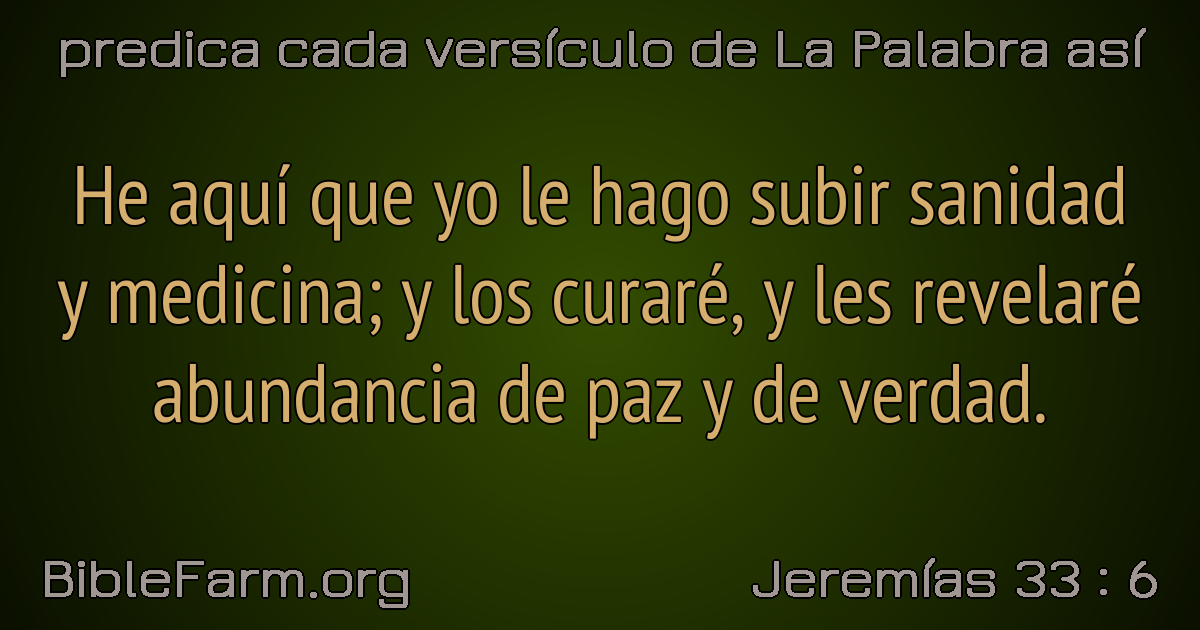 predica cada versículo de La Palabra así
He aquí que yo le hago subir sanidad
y medicina; y los curaré, y les revelaré
abundancia de paz y de verdad.
BibleFarm.org
Jeremías 33 : 6